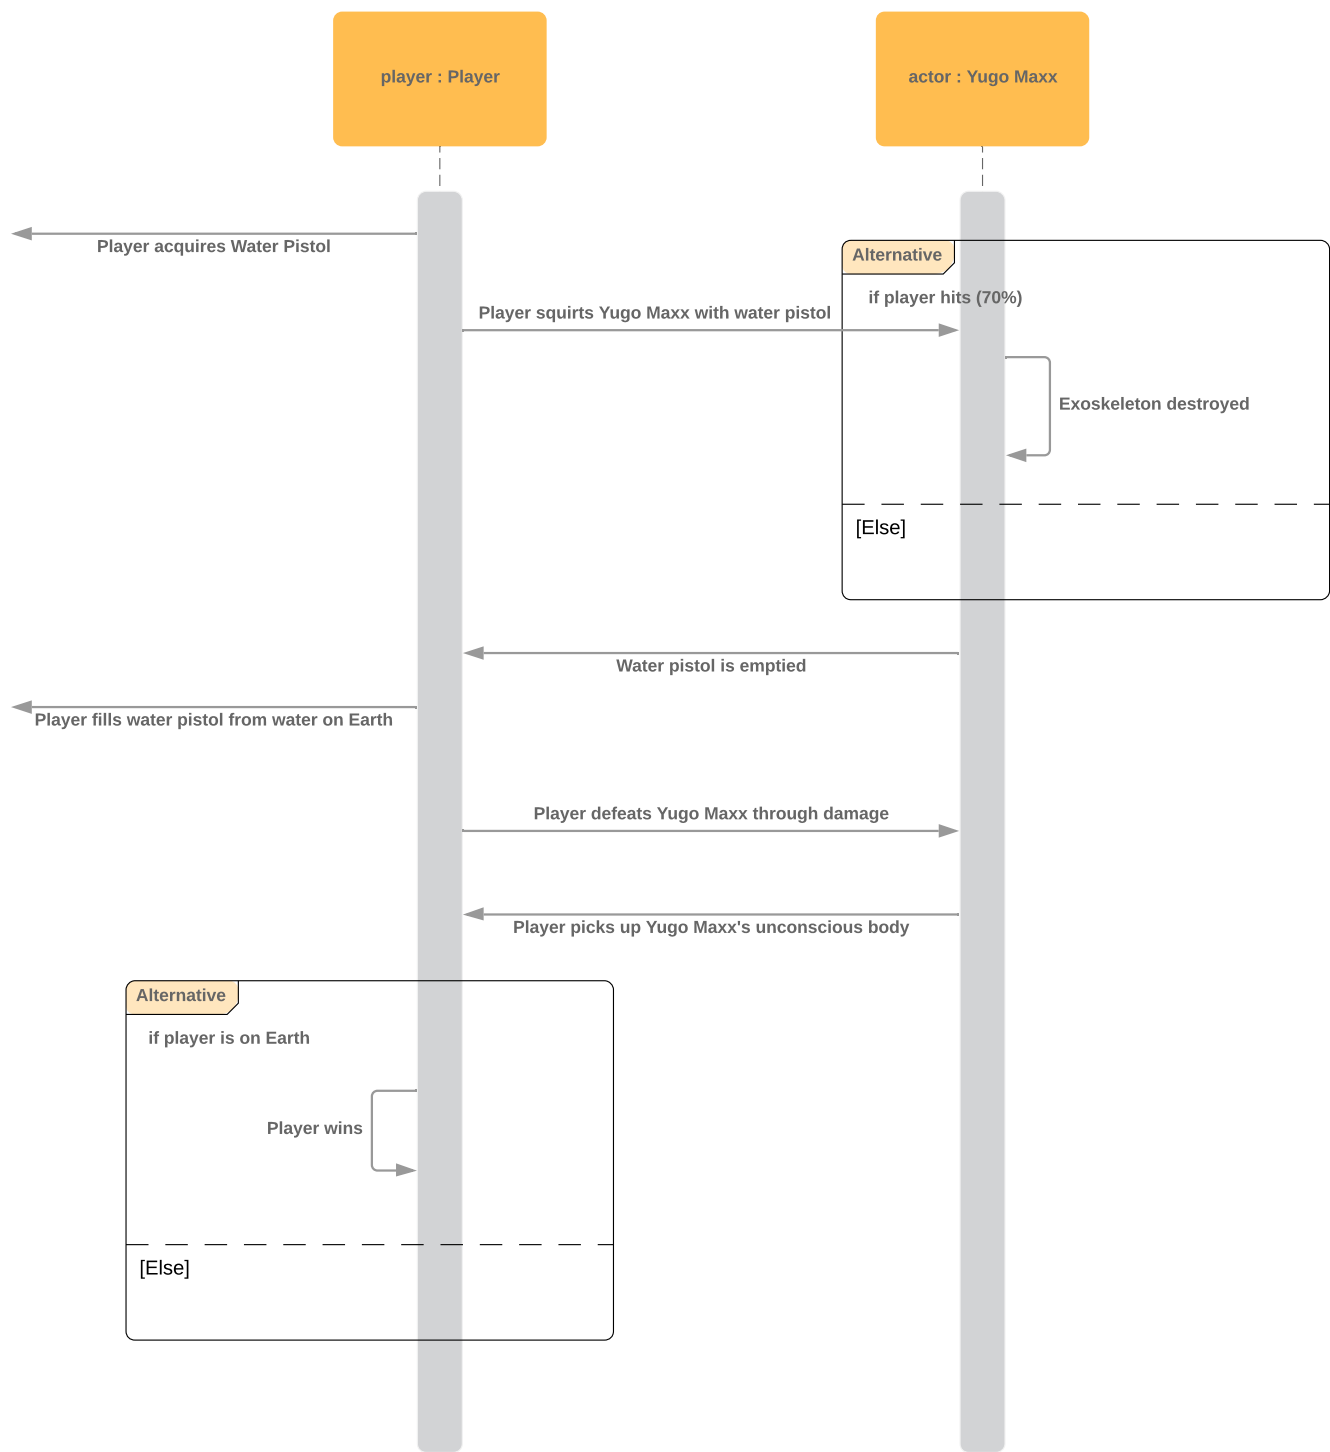 player : Player
actor : Yugo Maxx
Player acquires Water Pistol
Alternative
if player hits (70%)
Player squirts Yugo Maxx with water pistol
Exoskeleton destroyed
[Else]
Water pistol is emptied
Player fills water pistol from water on Earth
Player defeats Yugo Maxx through damage
Player picks up Yugo Maxx's unconscious body
Alternative
if player is on Earth
Player wins
[Else]